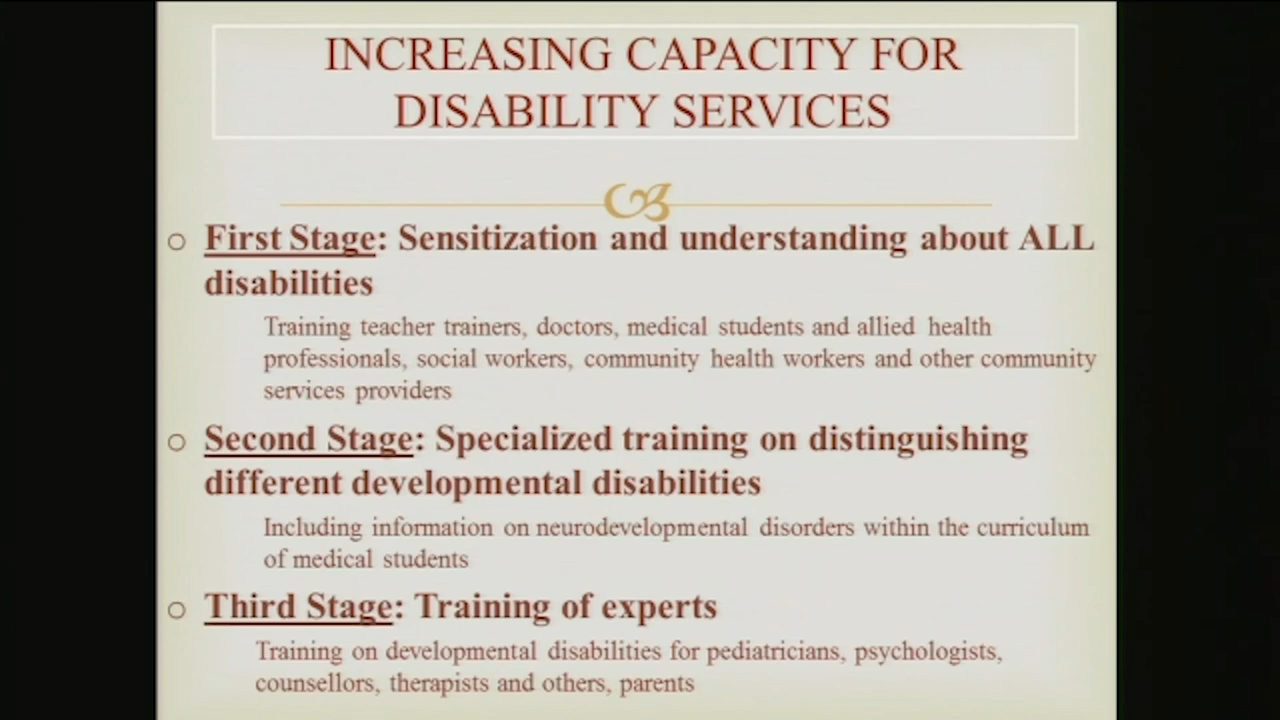 INCREASING CAPACITY FOR
DISABILITY SERVICES
First Stage: Sensitization and understanding about ALL
disabilities
Training teacher trainers, doctors, medical students and allied health
professionals, social workers, community health workers and other community
services providers
Second Stage: Specialized training on distinguishing
different developmental disabilities
Including information on neurodevelopmental disorders within the curriculum
of medical students
Third Stage: Training of experts
Training on developmental disabilities for pediatricians, psychologists,
counsellors, therapists and others, parents